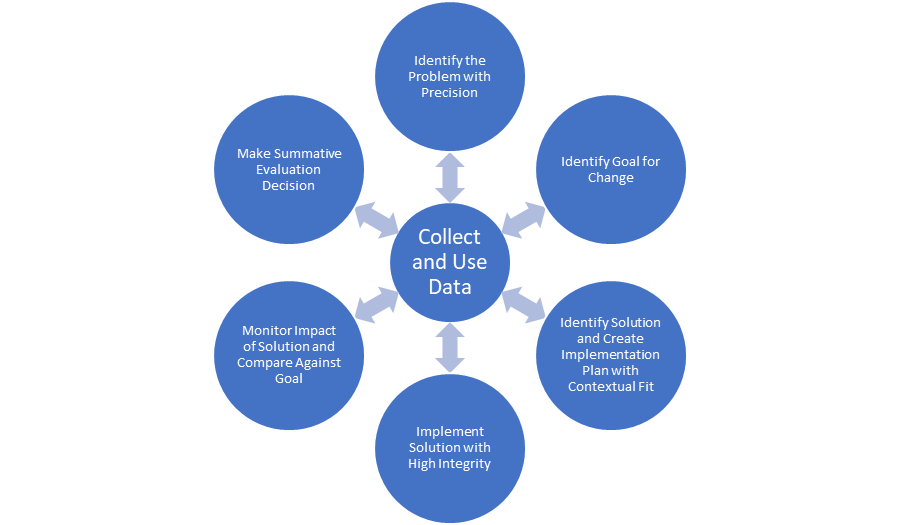 Identify the
Problem with
Precision
Identify Goal for
Change
Identify Solution
and Create
Implementation
Plan with
Contextual Fit
Implement
Solution with
High Integrity
Monitor Impact
of Solution and
Compare Against
Goal
Make Summative
Evaluation
Decision
Collect
and Use
Data